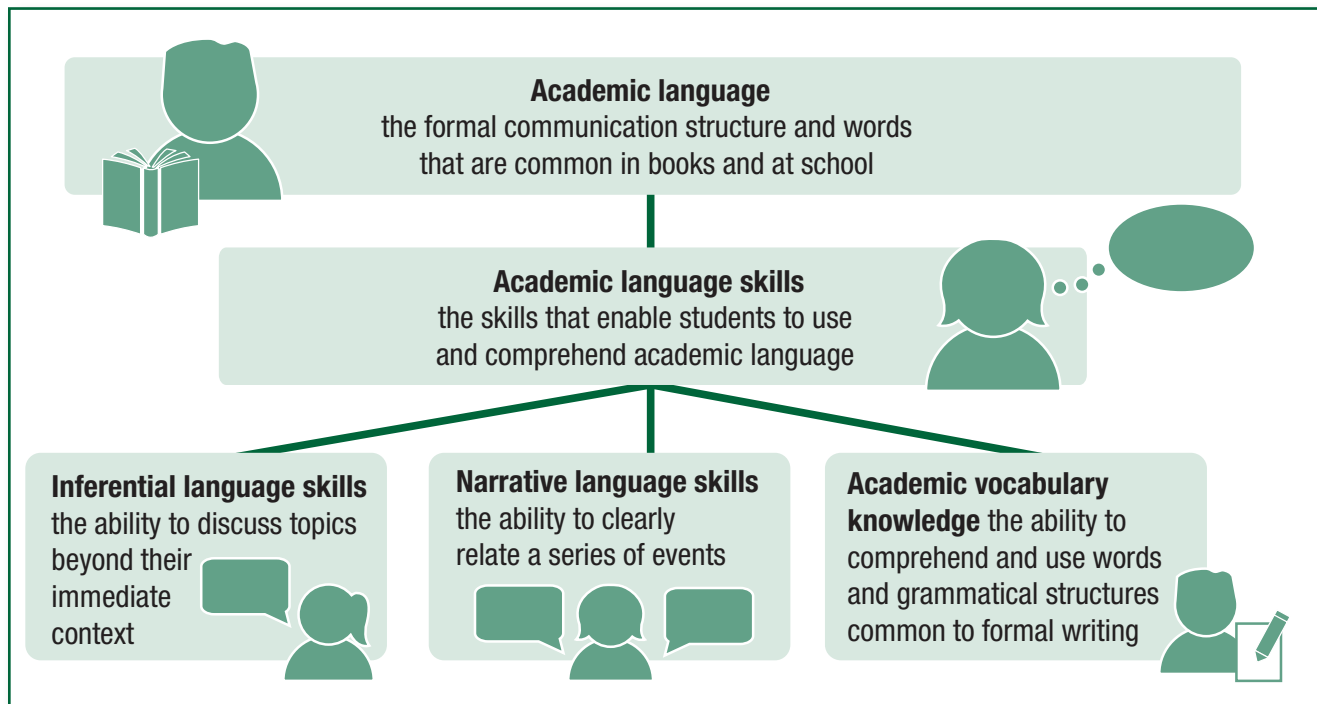 Academic language
the formal communication structure and words
that are common in books and at school
Academic language skills
the skills that enable students to use
and comprehend academic language
Inferential language skills
the ability to discuss topics
beyond their
immediate
context
Narrative language skills
the ability to clearly
relate a series of events
Academic vocabulary
knowledge the ability to
comprehend and use words
and grammatical structures
common to formal writing